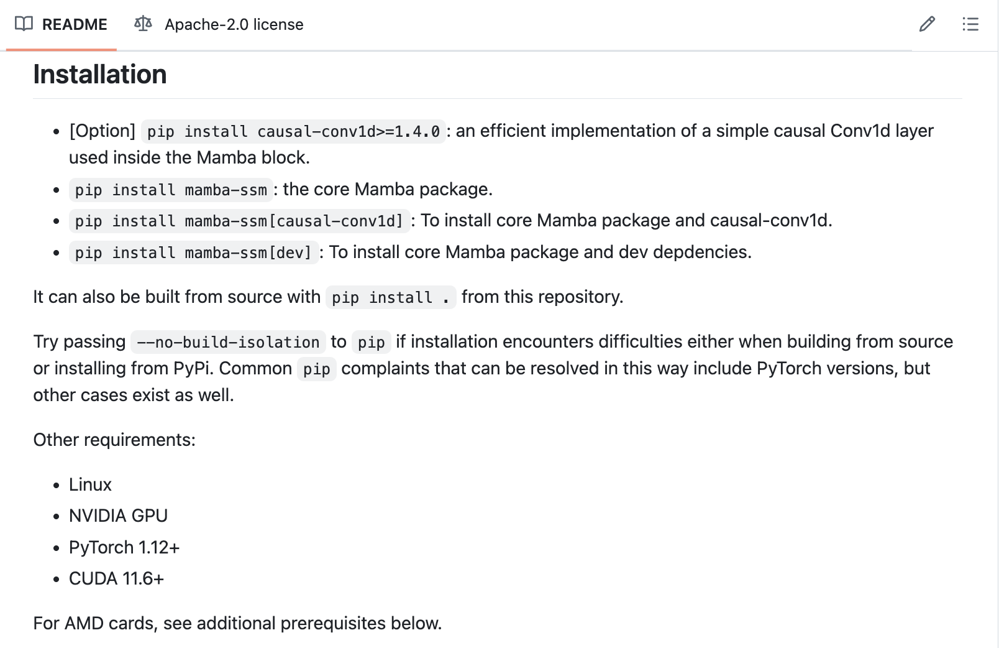 README
Apache-2.0 license
Installation
[Option] pip install causal-conv1d>=1.4.0: an efficient implementation of a simple causal Conv1d layer
used inside the Mamba block.
pip install mamba-ssm: the core Mamba package.
pip install mamba-ssm[causal-conv1d]: To install core Mamba package and causal-conv1d.
pip install mamba-ssm[dev]: To install core Mamba package and dev depdencies.
It can also be built from source with pip install . from this repository.
Try passing --no-build-isolation to pip if installation encounters difficulties either when building from source
or installing from PyPi. Common pip complaints that can be resolved in this way include PyTorch versions, but
other cases exist as well.
Other requirements:
Linux
NVIDIA GPU
PyTorch 1.12+
CUDA 11.6+
For AMD cards, see additional prerequisites below.